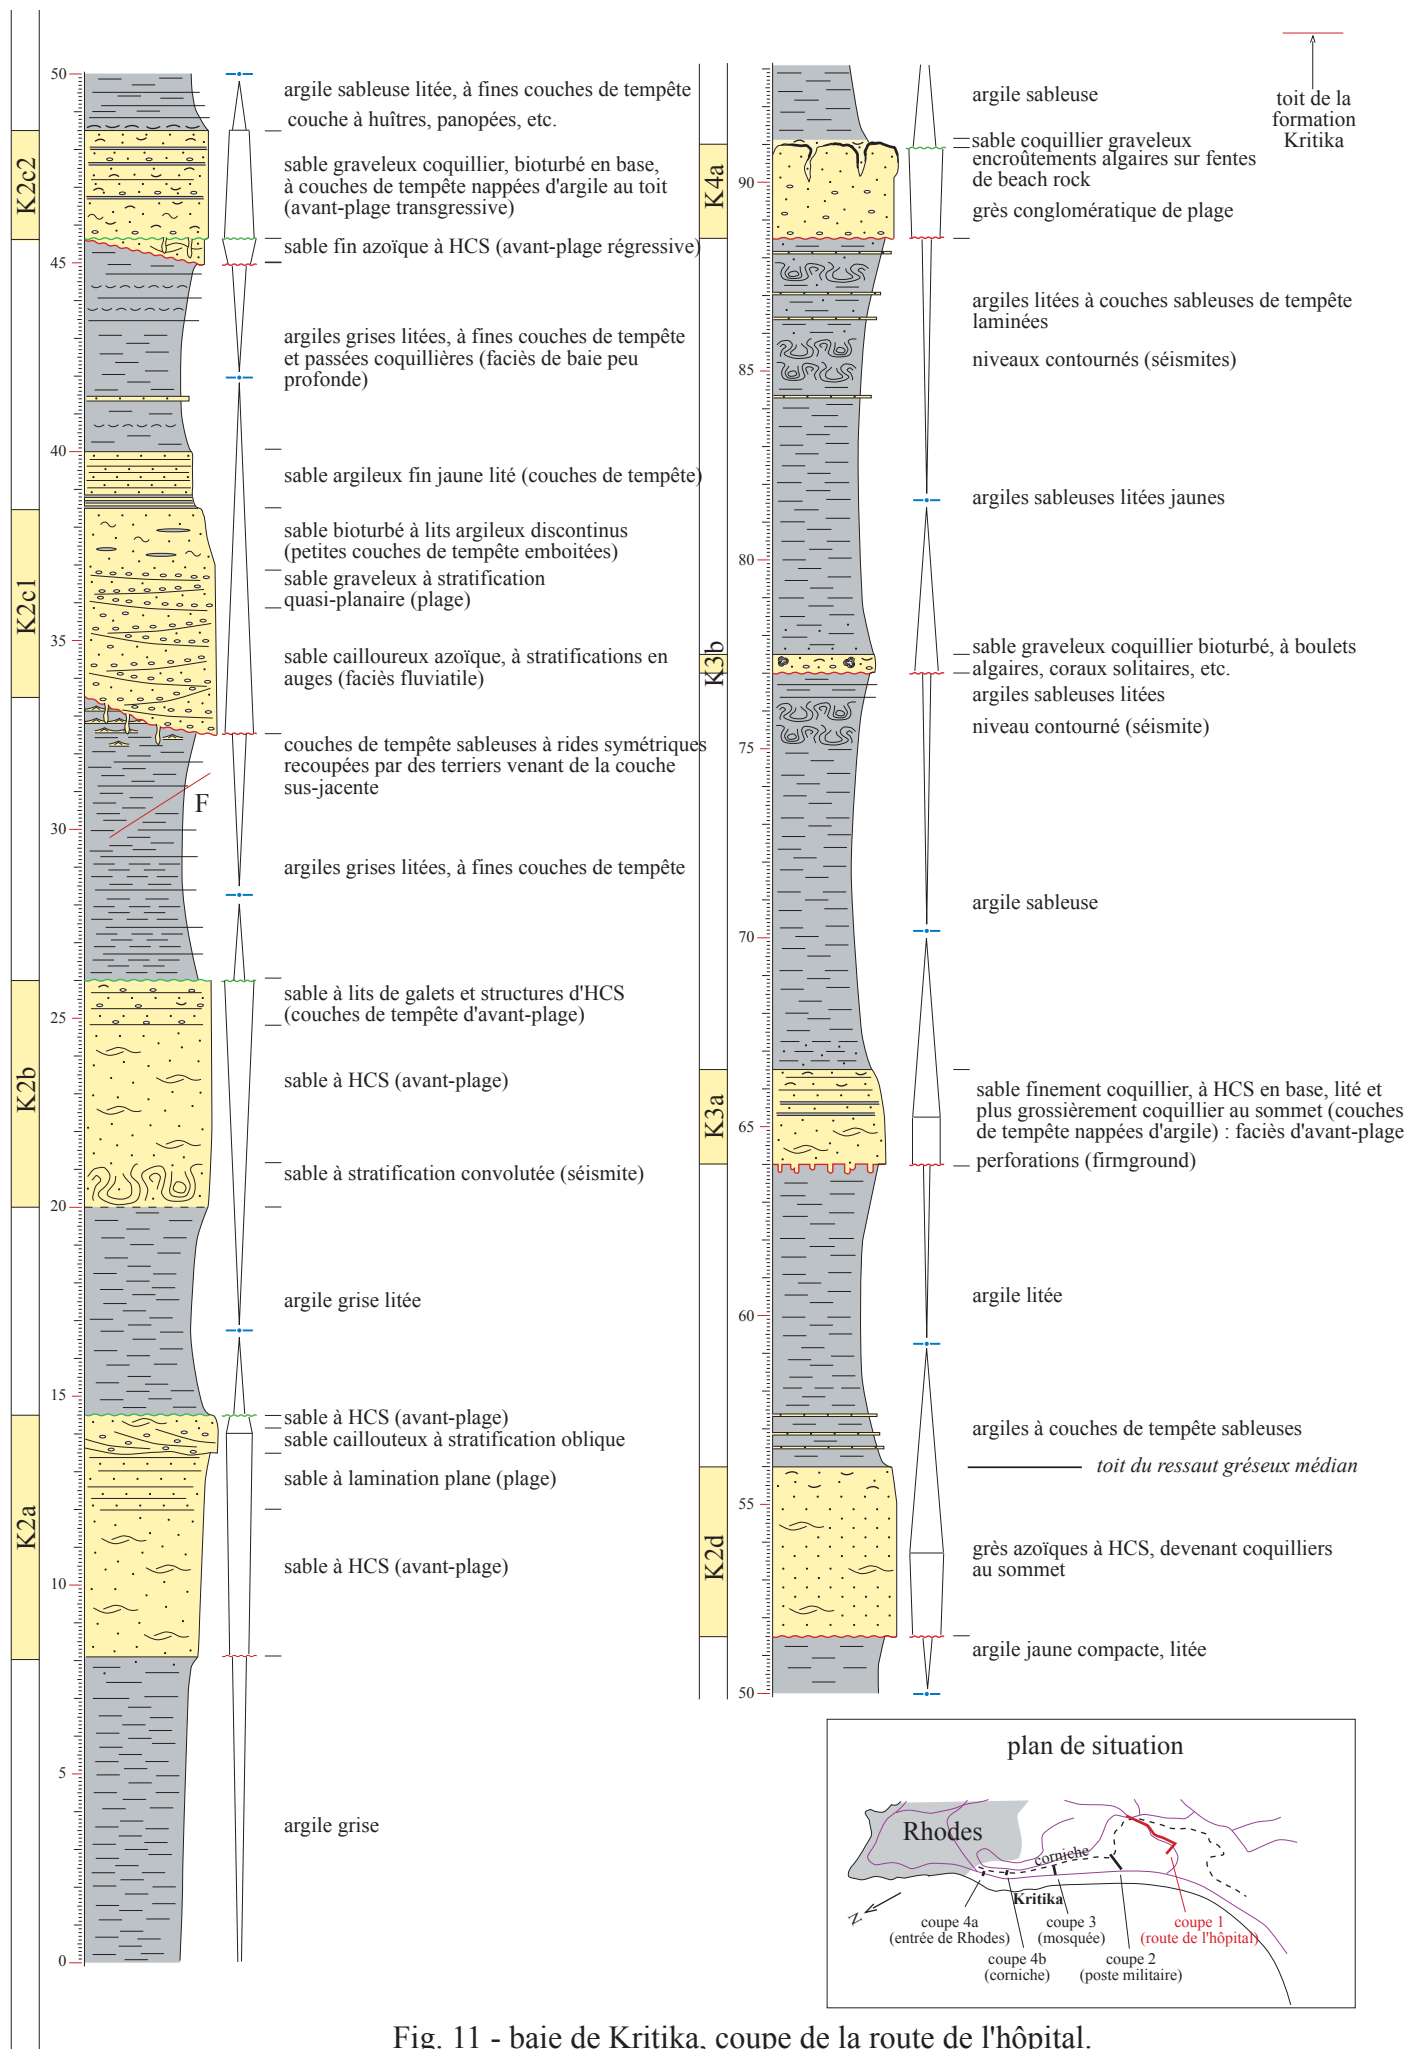 50
argile sableuse litée, à fines couches de tempête
couche à huîtres, panopées, etc.
K2c2
sable graveleux coquillier, bioturbé en base,
à couches de tempête nappées d'argile au toit
(avant-plage transgressive)
sable fin azoïque à HCS (avant-plage régressive)
45
argiles grises litées, à fines couches de tempête
et passées coquillières (faciès de baie peu
profonde)
40
sable argileux fin jaune lité (couches de tempête)
K2c1
sable bioturbé à lits argileux discontinus
(petites couches de tempête emboitées)
sable graveleux à stratification
quasi-planaire (plage)
35
sable cailloureux azoïque, à stratifications en
auges (faciès fluviatile)
couches de tempête sableuses à rides symétriques
recoupées par des terriers venant de la couche
sus-jacente
F
30
argiles grises litées, à fines couches de tempête
K2b
sable à lits de galets et structures d'HCS
(couches de tempête d'avant-plage)
25
sable à HCS (avant-plage)
sable à stratification convolutée (séismite)
20
argile grise litée
15
K2a
sable à HCS (avant-plage)
sable caillouteux à stratification oblique
sable à lamination plane (plage)
sable à HCS (avant-plage)
10
5
argile grise
0
toit de la
formation
Kritika
argile sableuse
K4a
sable coquillier graveleux
encroûtements algaires sur fentes
de beach rock
90
grès conglomératique de plage
argiles litées à couches sableuses de tempête
laminées
niveaux contournés (séismites)
85
argiles sableuses litées jaunes
80
K3b
sable graveleux coquillier bioturbé, à boulets
algaires, coraux solitaires, etc.
argiles sableuses litées
niveau contourné (séismite)
75
argile sableuse
70
K3a
sable finement coquillier, à HCS en base, lité et
plus grossièrement coquillier au sommet (couches
de tempête nappées d'argile) : faciès d'avant-plage
65
perforations (firmground)
argile litée
60
argiles à couches de tempête sableuses
toit du ressaut gréseux médian
55
K2d
grès azoïques à HCS, devenant coquilliers
au sommet
argile jaune compacte, litée
50
plan de situation
Rhodes
corniche
Kritika
N
coupe 4a
(entrée de Rhodes)
coupe 4b
(corniche)
coupe 3
(mosquée)
coupe 2
(poste militaire)
coupe 1
(route de l'hôpital)
Fig. 11 - baie de Kritika, coupe de la route de l'hôpital.